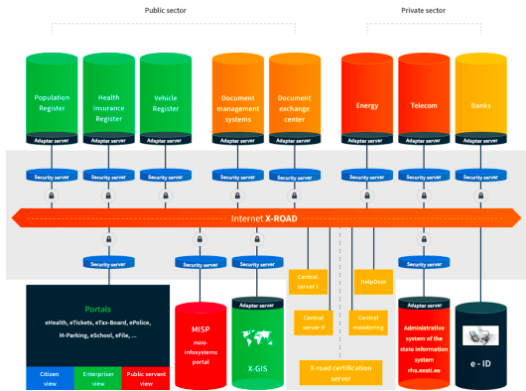 Public sector
Private sector
Population
Register
Health
Insurance
Register
Vehicle
Register
Document
management
systems
Document
exchange
center
Energy
Telecom
Banks
Adapter server
Adapter server
Adapter server
Adapter server
Adapter server
Adapter server
Adapter server
Adapter server
Security server
Security server
Security server
Security server
Security server
Security server
Security server
Security server
Internet X-ROAD
Security server
Security server
Security server
Security server
Central
server I
HelpDesk
Central
server II
Central
monitoring
X-road certification
server
Portals
eHealth, eTickets, eTax-Board, ePolice,
M-Parking, eSchool, eFile, ...
Citizen
view
Enterpriser
view
Public servant
view
MISP
mini-
infosystems
portal
Adapter server
X-GIS
Adapter server
Administrative
system of
the state information
system
rha.eesti.ee
e - ID